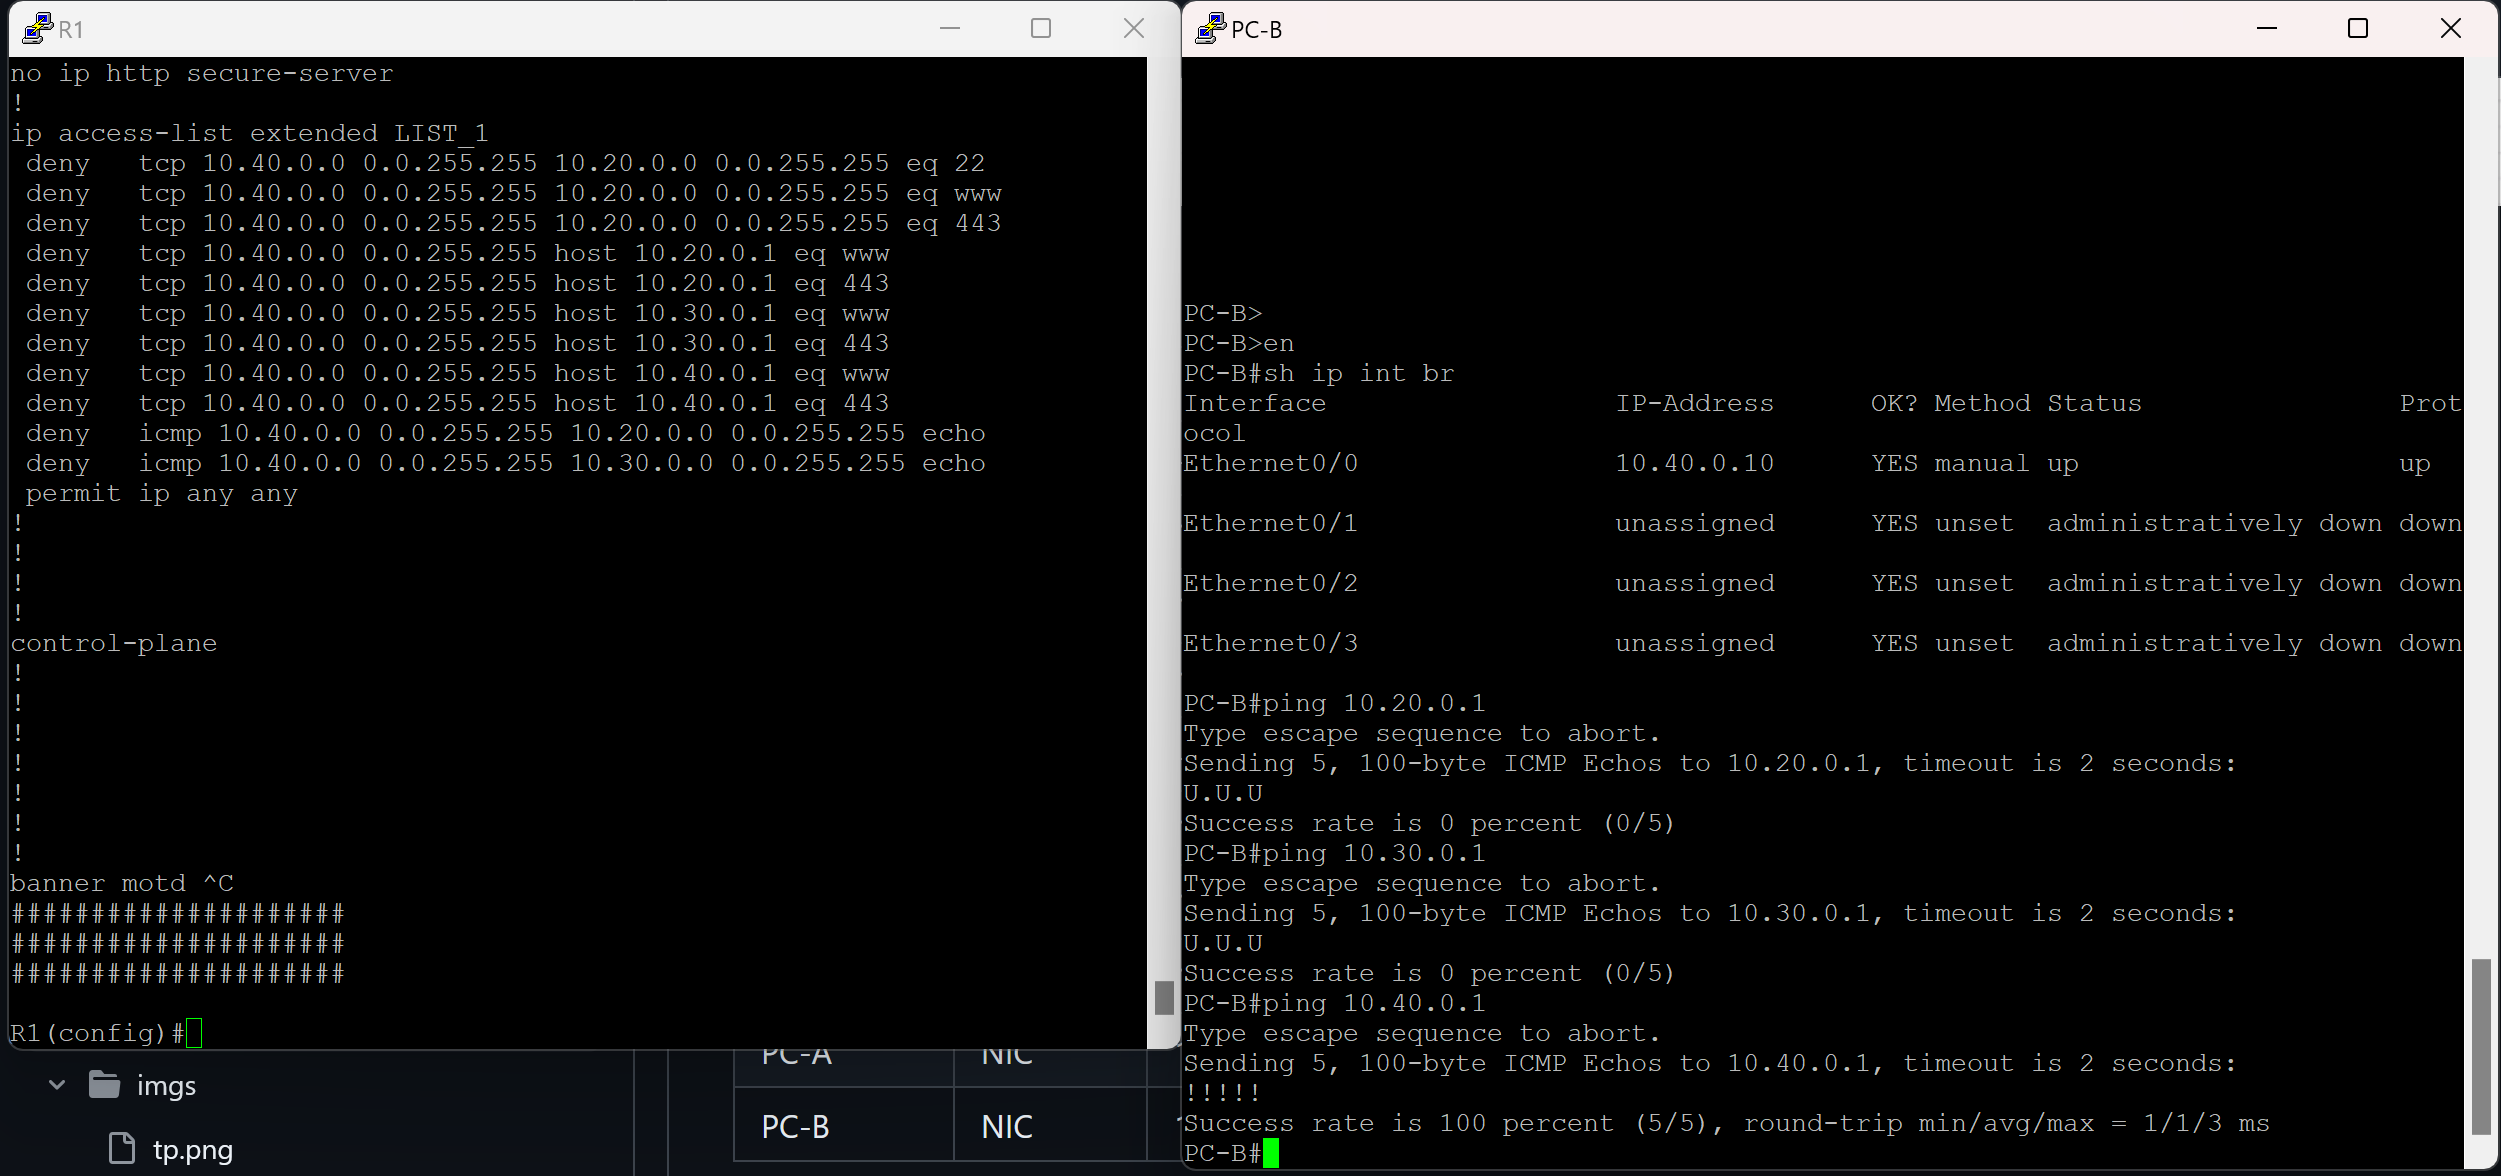 R1
no ip http secure-server
!
ip access-list extended LIST_1
 deny   tcp 10.40.0.0 0.0.255.255 10.20.0.0 0.0.255.255 eq 22
 deny   tcp 10.40.0.0 0.0.255.255 10.20.0.0 0.0.255.255 eq www
 deny   tcp 10.40.0.0 0.0.255.255 10.20.0.0 0.0.255.255 eq 443
 deny   tcp 10.40.0.0 0.0.255.255 host 10.20.0.1 eq www
 deny   tcp 10.40.0.0 0.0.255.255 host 10.20.0.1 eq 443
 deny   tcp 10.40.0.0 0.0.255.255 host 10.30.0.1 eq www
 deny   tcp 10.40.0.0 0.0.255.255 host 10.30.0.1 eq 443
 deny   tcp 10.40.0.0 0.0.255.255 host 10.40.0.1 eq www
 deny   tcp 10.40.0.0 0.0.255.255 host 10.40.0.1 eq 443
 deny   icmp 10.40.0.0 0.0.255.255 10.20.0.0 0.0.255.255 echo
 deny   icmp 10.40.0.0 0.0.255.255 10.30.0.0 0.0.255.255 echo
 permit ip any any
!
!
!
!
control-plane
!
!
!
!
!
!
!
banner motd ^C
#####################
#####################
#####################
R1(config)#
imgs
tp.png
PC-A NIC
PC-B NIC
PC-B
PC-B>
PC-B>en
PC-B#sh ip int br
Interface                  IP-Address      OK? Method Status                Prot
ocol
Ethernet0/0                10.40.0.10      YES manual up                    up
Ethernet0/1                unassigned      YES unset  administratively down down
Ethernet0/2                unassigned      YES unset  administratively down down
Ethernet0/3                unassigned      YES unset  administratively down down
PC-B#ping 10.20.0.1
Type escape sequence to abort.
Sending 5, 100-byte ICMP Echos to 10.20.0.1, timeout is 2 seconds:
U.U.U
Success rate is 0 percent (0/5)
PC-B#ping 10.30.0.1
Type escape sequence to abort.
Sending 5, 100-byte ICMP Echos to 10.30.0.1, timeout is 2 seconds:
U.U.U
Success rate is 0 percent (0/5)
PC-B#ping 10.40.0.1
Type escape sequence to abort.
Sending 5, 100-byte ICMP Echos to 10.40.0.1, timeout is 2 seconds:
!!!!!
Success rate is 100 percent (5/5), round-trip min/avg/max = 1/1/3 ms
PC-B#